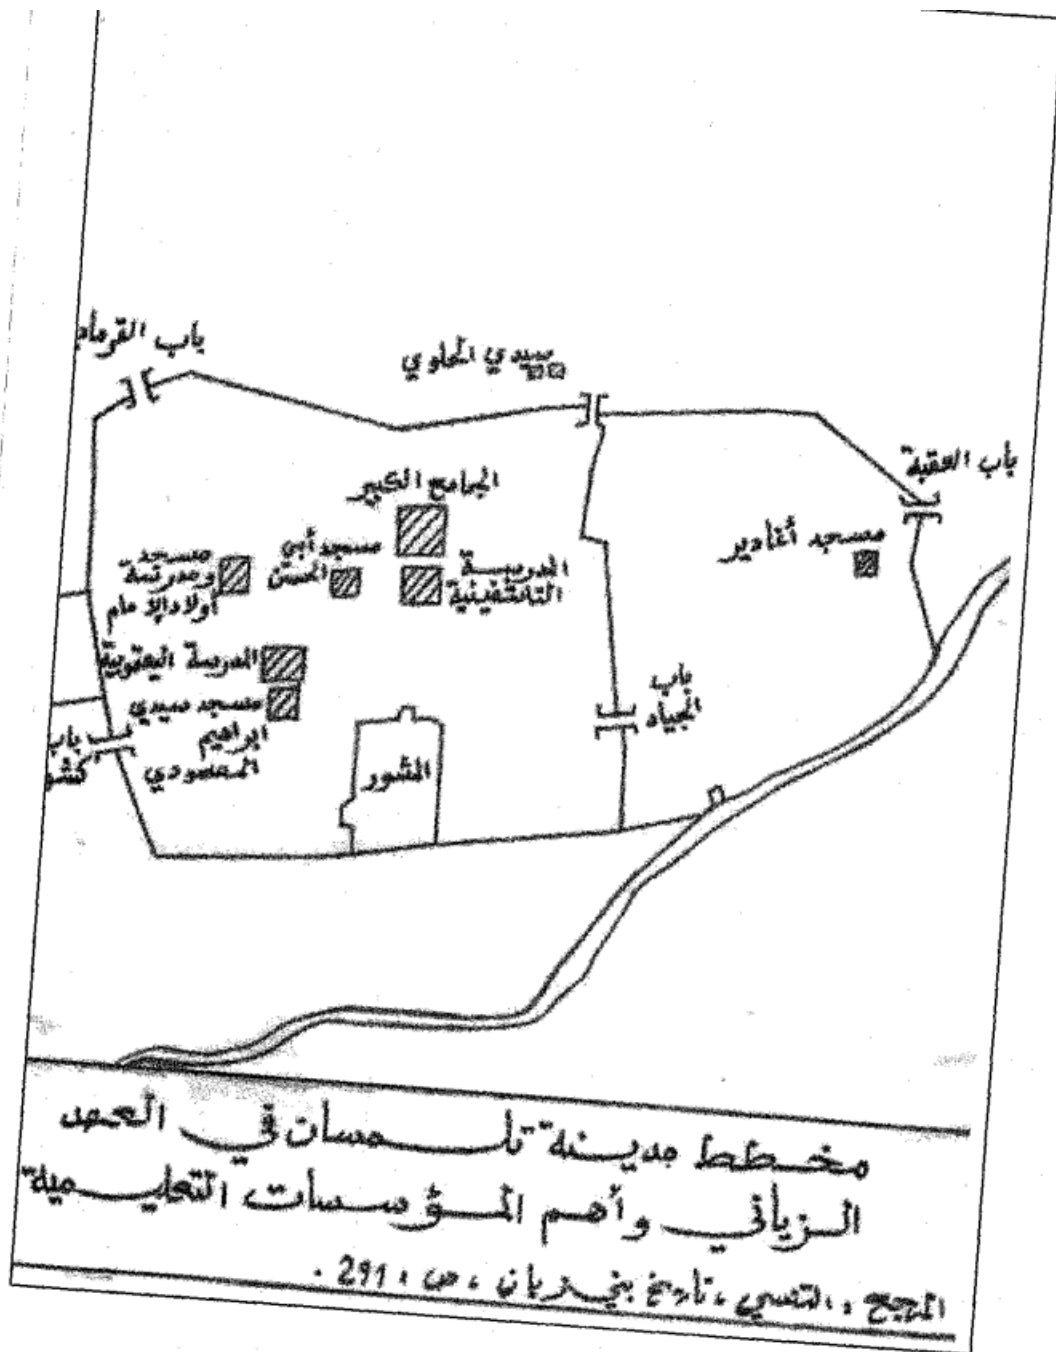 باب القرماد
سيدي الحلوي
باب العقبة
الجامع الكبير
مسجد أغادير
مسجد أبي
الحسن
المدرسة
التاشفينية
مسجد
ومدرسة
أولاد الإمام
المدرسة اليعقوبية
مسجد سيدي
ابراهيم
المصمودي
باب
كشو
المشور
باب
الجياد
مخطط مدينة تلمسان في العهد
الزياني وأهم المؤسسات التعليمية
المرجع : التنسي ، تاريخ بني زيان ، ص ، 291 .